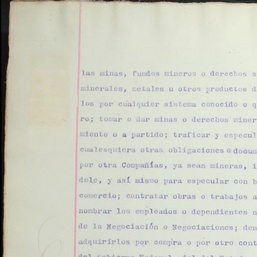 las minas, fundos mineros o derechos s
minerales, metales u otros productos d
los por cualquier sistema conocido o q
ro; tomar o dar minas o derechos miner
miento o a partido; traficar y especul
cualesquiera otras obligaciones o docum
por otra Compañías, ya sean mineras, i
dole, y así mismo para especular con b
comercio; contratar obras o trabajos a
nombrar los empleados o dependientes n
de la Negociación o Negociaciones; den
adquirirlos por compra o por otro cont